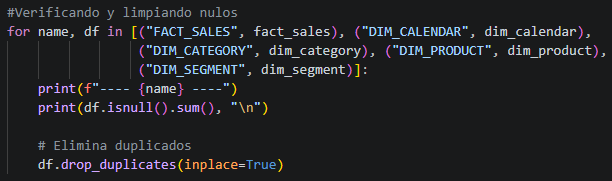 #Verificando y limpiando nulos
for name, df in [("FACT_SALES", fact_sales), ("DIM_CALENDAR", dim_calendar),
                 ("DIM_CATEGORY", dim_category), ("DIM_PRODUCT", dim_product),
                 ("DIM_SEGMENT", dim_segment)]:
    print(f"---- {name} ----")
    print(df.isnull().sum(), "\n")

    # Elimina duplicados
    df.drop_duplicates(inplace=True)